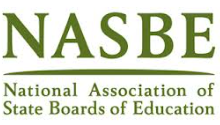 NASBE
National Association of
State Boards of Education